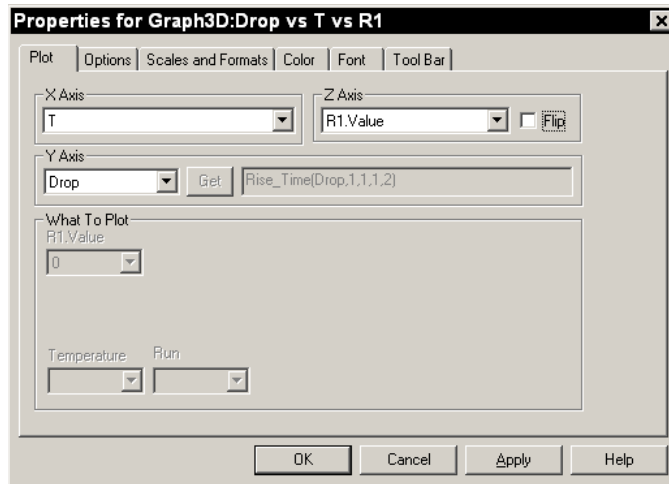 Properties for Graph3D:Drop vs T vs R1
Plot Options Scales and Formats Color Font Tool Bar
X Axis
T
Z Axis
R1.Value
Flip
Y Axis
Drop
Get
Rise_Time(Drop,1,1,1,2)
What To Plot
R1.Value
0
Temperature
Run
OK Cancel Apply Help